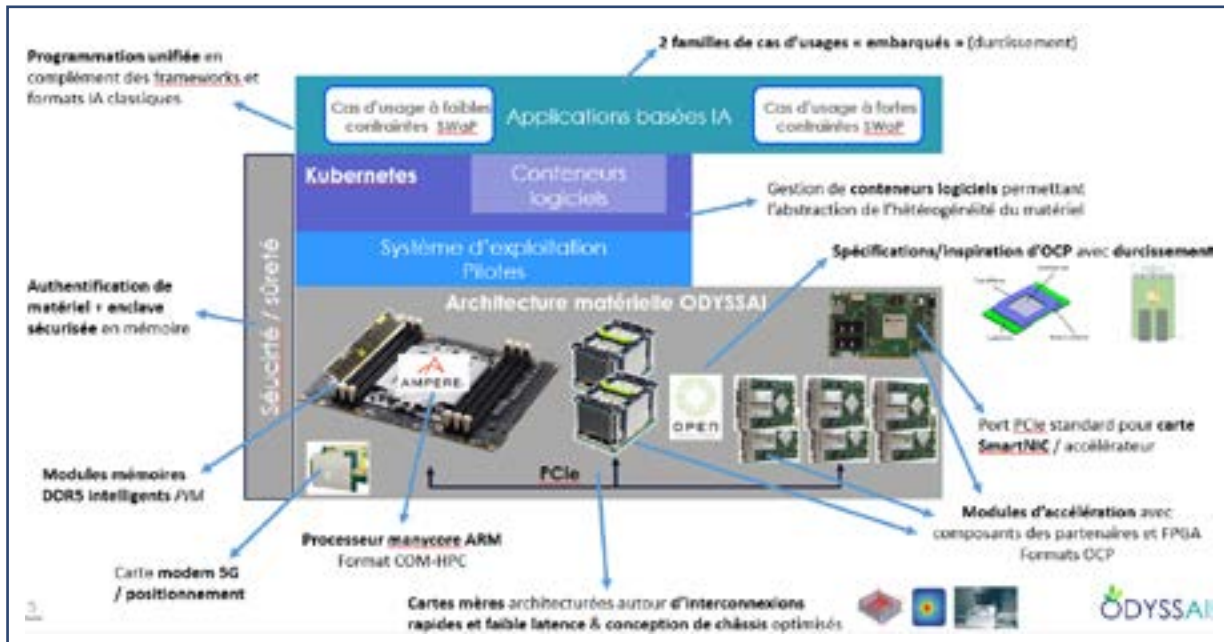 2 familles de cas d'usages « embarqués » (durcissement)
Programmation unifiée en
complément des frameworks et
formats IA classiques
Cas d'usage à faibles
contraintes SWaP
Applications basées IA
Cas d'usage à fortes
contraintes SWaP
Kubernetes
Conteneurs
logiciels
Gestion de conteneurs logiciels permettant
l'abstraction de l'hétérogénéité du matériel
Système d'exploitation
Pilotes
Spécifications/inspiration d'OCP avec durcissement
Sécurité / sûreté
Authentification de
matériel + enclave
sécurisée en mémoire
Architecture matérielle ODYSSAI
AMPERE
OPEN
Port PCIe standard pour carte
SmartNIC / accélérateur
PCIe
Modules mémoires
DDR5 intelligents
Processeur manycore ARM
Format COM-HPC
Modules d'accélération avec
composants des partenaires et FPGA
Formats OCP
Carte modem 5G
/ positionnement
Cartes mères architecturées autour d'interconnexions
rapides et faible latence & conception de châssis optimisés
5
ODYSSAI